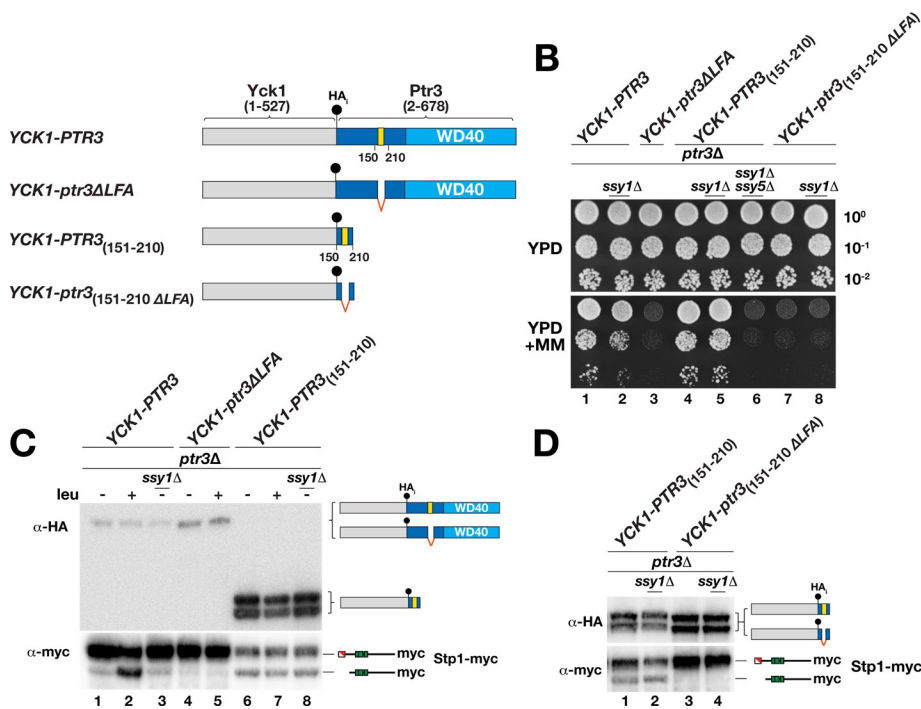 Yck1
(1-527)
HAi
Ptr3
(2-678)
YCK1-PTR3
WD40
150
210
YCK1-ptr3ΔLFA
WD40
YCK1-PTR3(151-210)
150
210
YCK1-ptr3(151-210 ΔLFA)
B
YCK1-PTR3
YCK1-ptr3ΔLFA
YCK1-PTR3(151-210)
YCK1-ptr3(151-210 ΔLFA)
ptr3Δ
ssy1Δ ssy1Δ ssy1Δ ssy5Δ ssy1Δ
YPD
10⁰
10⁻¹
10⁻²
YPD
+MM
1 2 3 4 5 6 7 8
C
YCK1-PTR3
YCK1-ptr3ΔLFA
YCK1-PTR3(151-210)
ptr3Δ
ssy1Δ ssy1Δ
leu - + - - + - + -
α-HA
HAi
WD40
WD40
α-myc
myc
Stp1-myc
myc
1 2 3 4 5 6 7 8
D
YCK1-PTR3(151-210)
YCK1-ptr3(151-210 ΔLFA)
ptr3Δ
ssy1Δ ssy1Δ
α-HA
HAi
α-myc
myc
Stp1-myc
myc
1 2 3 4